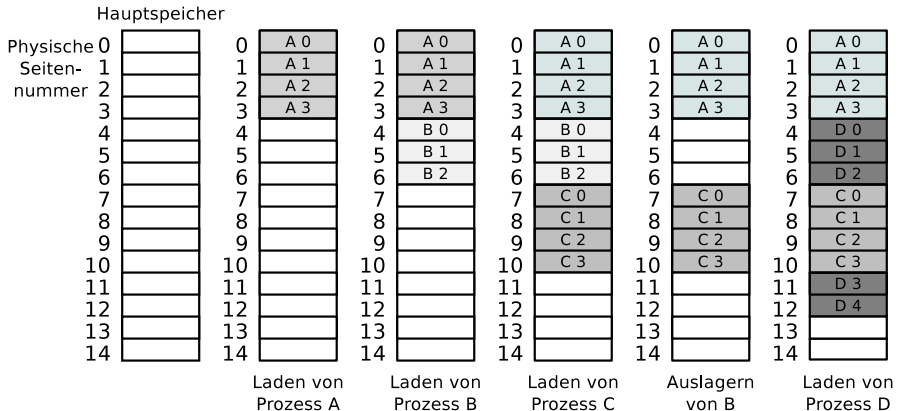 Hauptspeicher
Physische
Seiten-
nummer
0
1
2
3
4
5
6
7
8
9
10
11
12
13
14
0 A 0
1 A 1
2 A 2
3 A 3
4
5
6
7
8
9
10
11
12
13
14
Laden von
Prozess A
0 A 0
1 A 1
2 A 2
3 A 3
4 B 0
5 B 1
6 B 2
7
8
9
10
11
12
13
14
Laden von
Prozess B
0 A 0
1 A 1
2 A 2
3 A 3
4 B 0
5 B 1
6 B 2
7 C 0
8 C 1
9 C 2
10 C 3
11
12
13
14
Laden von
Prozess C
0 A 0
1 A 1
2 A 2
3 A 3
4
5
6
7 C 0
8 C 1
9 C 2
10 C 3
11
12
13
14
Auslagern
von B
0 A 0
1 A 1
2 A 2
3 A 3
4 D 0
5 D 1
6 D 2
7 C 0
8 C 1
9 C 2
10 C 3
11 D 3
12 D 4
13
14
Laden von
Prozess D